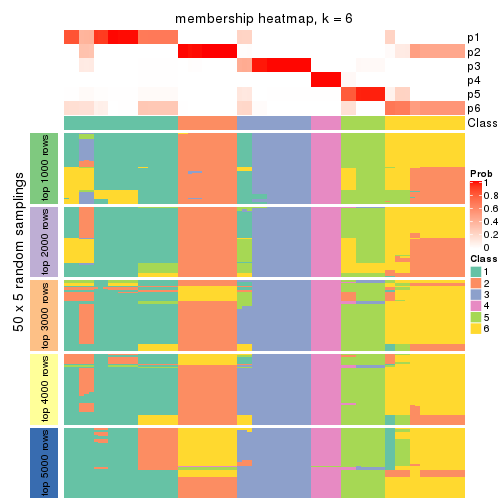 membership heatmap, k = 6
p1
p2
p3
p4
p5
p6
Class
50 x 5 random samplings
top 1000 rows
top 2000 rows
top 3000 rows
top 4000 rows
top 5000 rows
Prob
1
0.8
0.6
0.4
0.2
0
Class
1
2
3
4
5
6